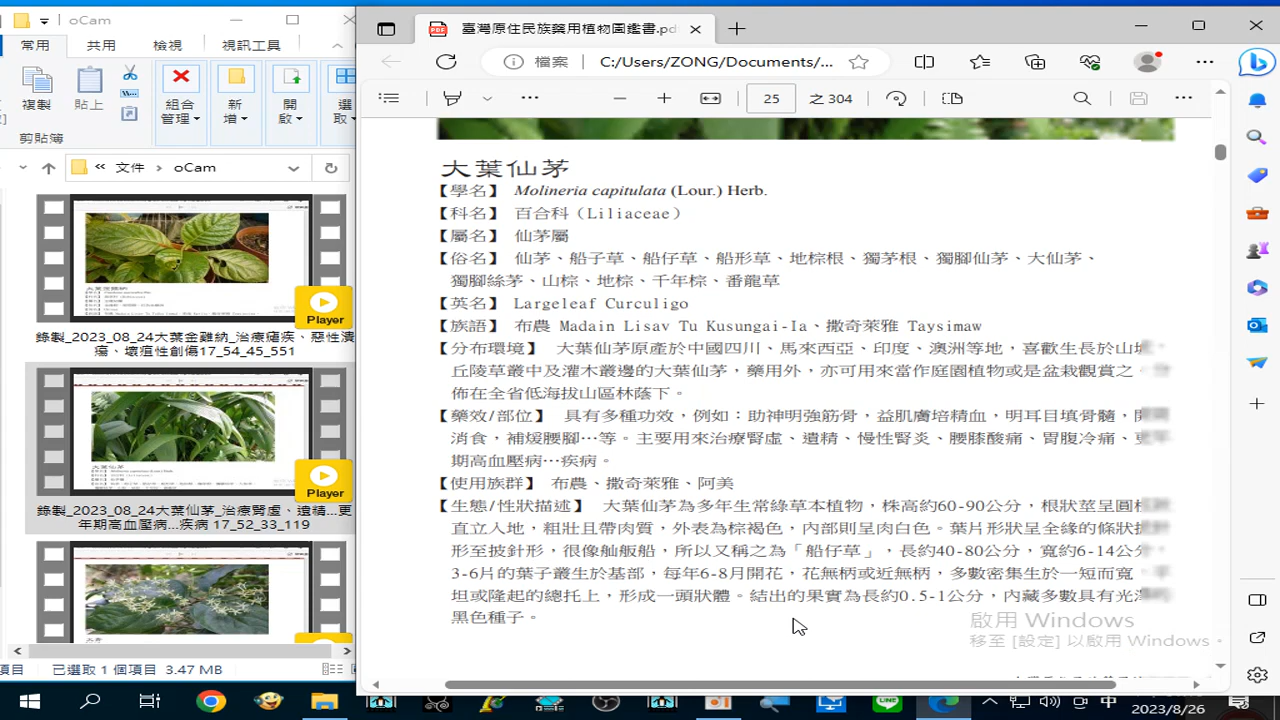 oCam
臺灣原住民族藥用植物圖鑑書.pdf
常用 共用 檢視 視訊工具
檔案 C:/Users/ZONG/Documents/...
複製 貼上 組合管理 新增 開啟 選取
剪貼簿
25 之 304
« 文件 > oCam
大葉仙茅
【學名】 Molineria capitulata (Lour.) Herb.
【科名】 百合科（Liliaceae）
【屬名】 仙茅屬
【俗名】 仙茅、船子草、船仔草、船形草、地棕根、獨茅根、獨腳仙茅、大仙茅、
獨腳絲茅、山棕、地棕、千年棕、番龍草
【英名】 Largeleaf Curculigo
【族語】 布農 Madain Lisav Tu Kusungai-Ia、撒奇萊雅 Taysimaw
【分布環境】 大葉仙茅原產於中國四川、馬來西亞、印度、澳洲等地，喜歡生長於山坡
丘陵草叢中及灌木叢邊的大葉仙茅，藥用外，亦可用來當作庭園植物或是盆栽觀賞之
佈在全省低海拔山區林蔭下。
【藥效/部位】 具有多種功效，例如：助神明強筋骨，益肌膚培精血，明耳目填骨髓，開
消食，補煖腰腳…等。主要用來治療腎虛、遺精、慢性腎炎、腰膝酸痛、胃腹冷痛、更年
期高血壓病…疾病。
【使用族群】 布農、撒奇萊雅、阿美
【生態/性狀描述】 大葉仙茅為多年生常綠草本植物，株高約60-90公分，根狀莖呈圓柱
直立入地，粗壯且帶肉質，外表為棕褐色，內部則呈肉白色。葉片形狀呈全緣的條狀披針
形至披針形，很像舢舨船，所以又稱之為「船仔草」，長約40-80公分，寬約6-14公分，
3-6片的葉子叢生於基部，每年6-8月開花，花無柄或近無柄，多數密集生於一短而寬、平
坦或隆起的總托上，形成一頭狀體。結出的果實為長約0.5-1公分，內藏多數具有光澤的
黑色種子。
Player
錄製_2023_08_24大葉金雞納_治療瘧疾、惡性潰瘍、壞疽性創傷17_54_45_551
Player
錄製_2023_08_24大葉仙茅_治療腎虛、遺精...更年期高血壓病...疾病 17_52_33_119
啟用 Windows
移至 [設定] 以啟用 Windows。
項目 已選取 1 個項目 3.47 MB
LINE
中
2023/8/26